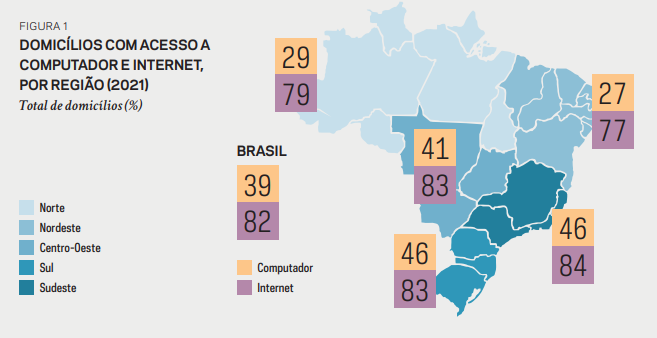 FIGURA 1
DOMICÍLIOS COM ACESSO A
COMPUTADOR E INTERNET,
POR REGIÃO (2021)
Total de domicílios (%)
29
79
27
77
41
83
BRASIL
39
82
46
83
46
84
Norte
Nordeste
Centro-Oeste
Sul
Sudeste
Computador
Internet